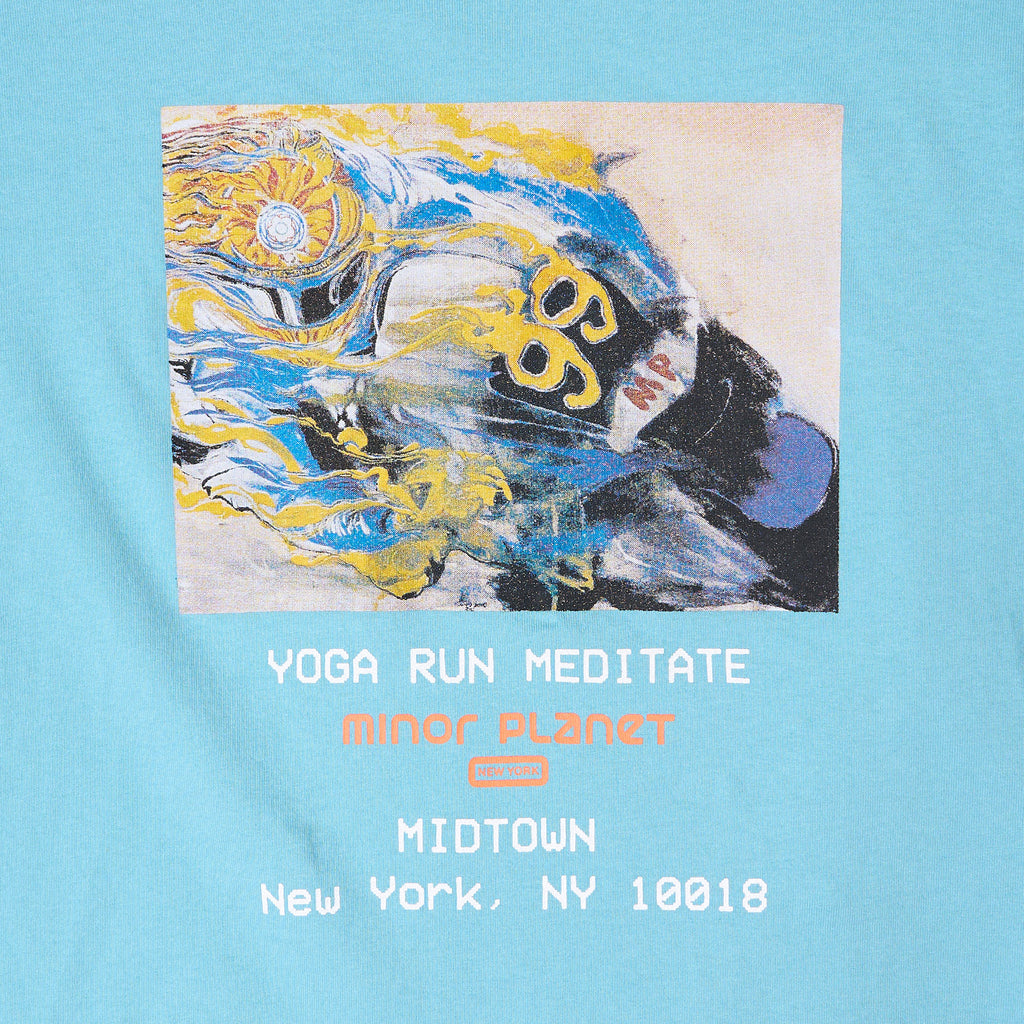 96
MP
YOGA RUN MEDITATE
minor planet
NEW YORK
MIDTOWN
New York, NY 10018